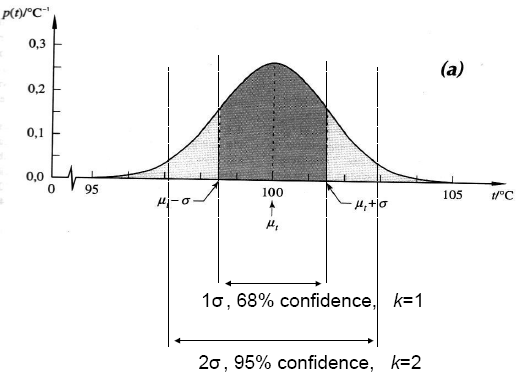 p(t)/°C⁻¹
(a)
0,3
0,2
0,1
0,0
0 95 100 105 t/°C
μt−σ μt+σ
μt
1σ, 68% confidence, k=1
2σ, 95% confidence, k=2